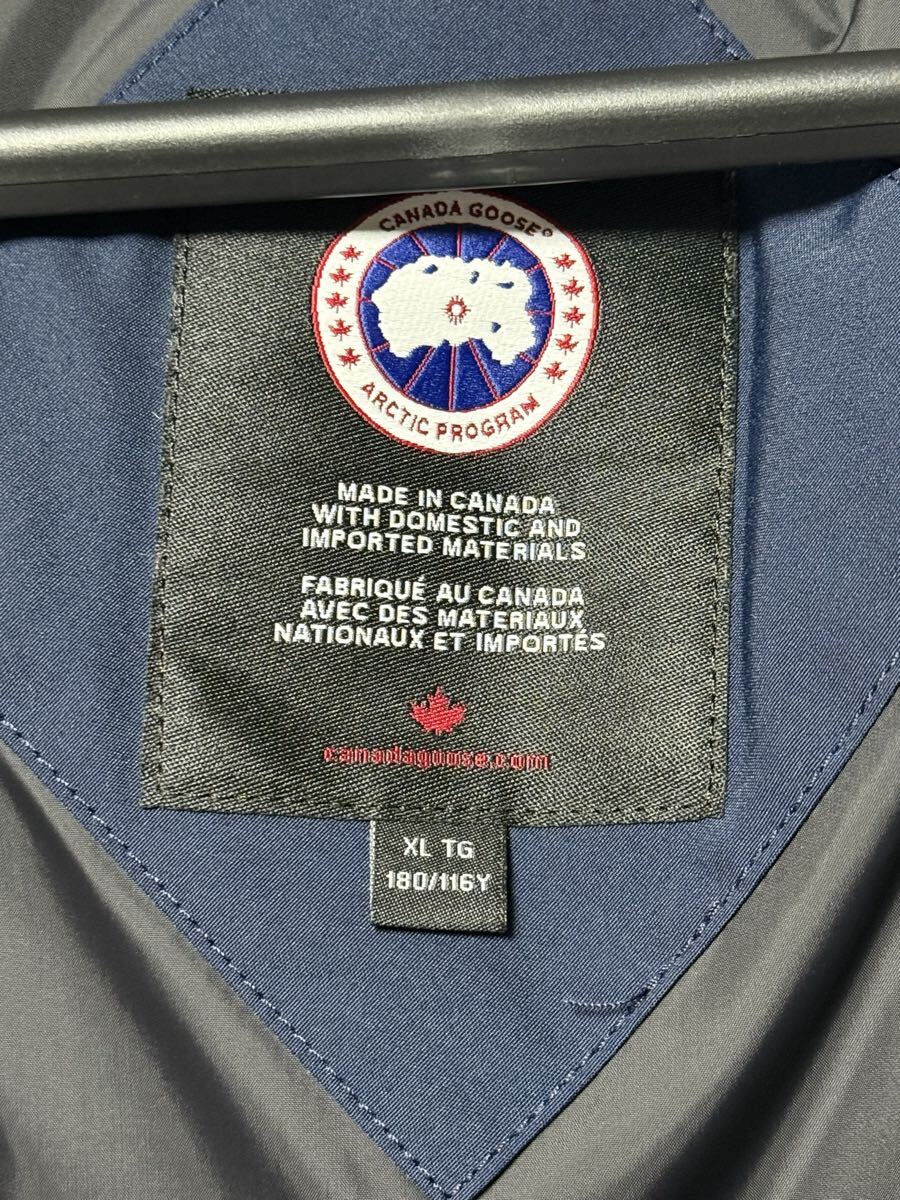 CANADA GOOSE®
ARCTIC PROGRAM
MADE IN CANADA
WITH DOMESTIC AND
IMPORTED MATERIALS
FABRIQUÉ AU CANADA
AVEC DES MATERIAUX
NATIONAUX ET IMPORTÉS
canadagoose.com
XL TG
180/116Y